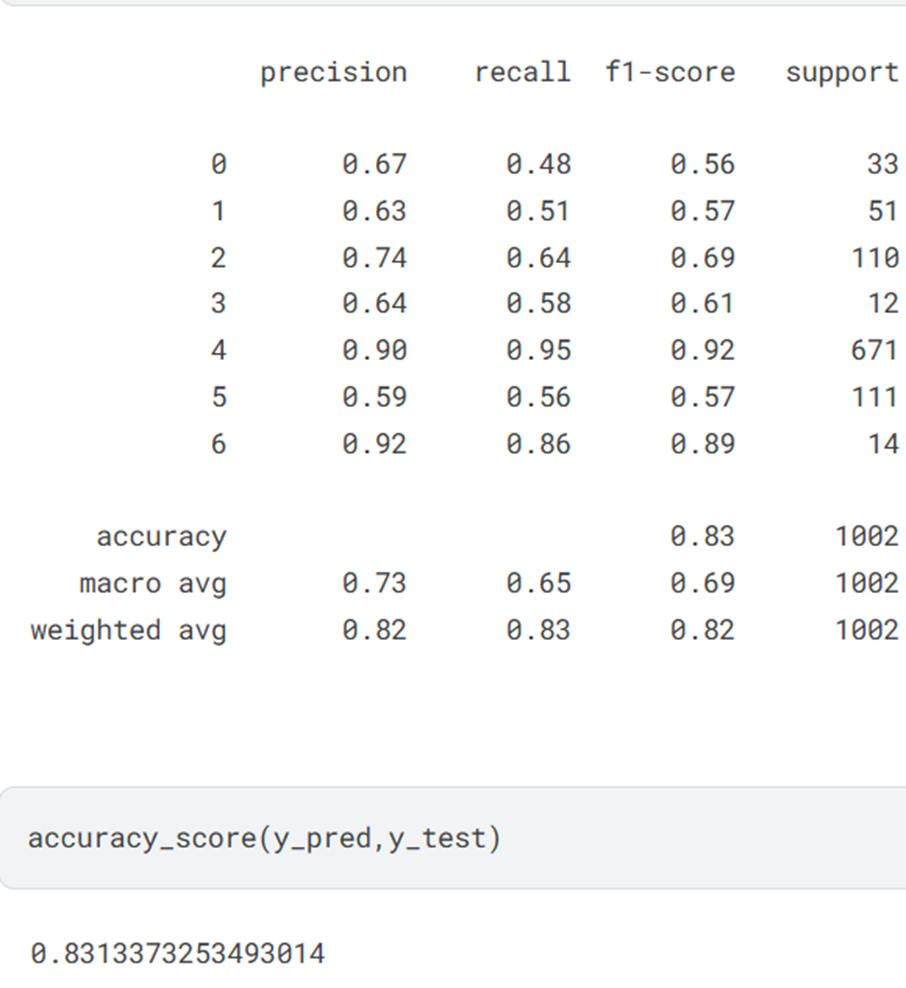 precision recall f1-score support
0 0.67 0.48 0.56 33
1 0.63 0.51 0.57 51
2 0.74 0.64 0.69 110
3 0.64 0.58 0.61 12
4 0.90 0.95 0.92 671
5 0.59 0.56 0.57 111
6 0.92 0.86 0.89 14
accuracy 0.83 1002
macro avg 0.73 0.65 0.69 1002
weighted avg 0.82 0.83 0.82 1002
accuracy_score(y_pred,y_test)
0.8313373253493014